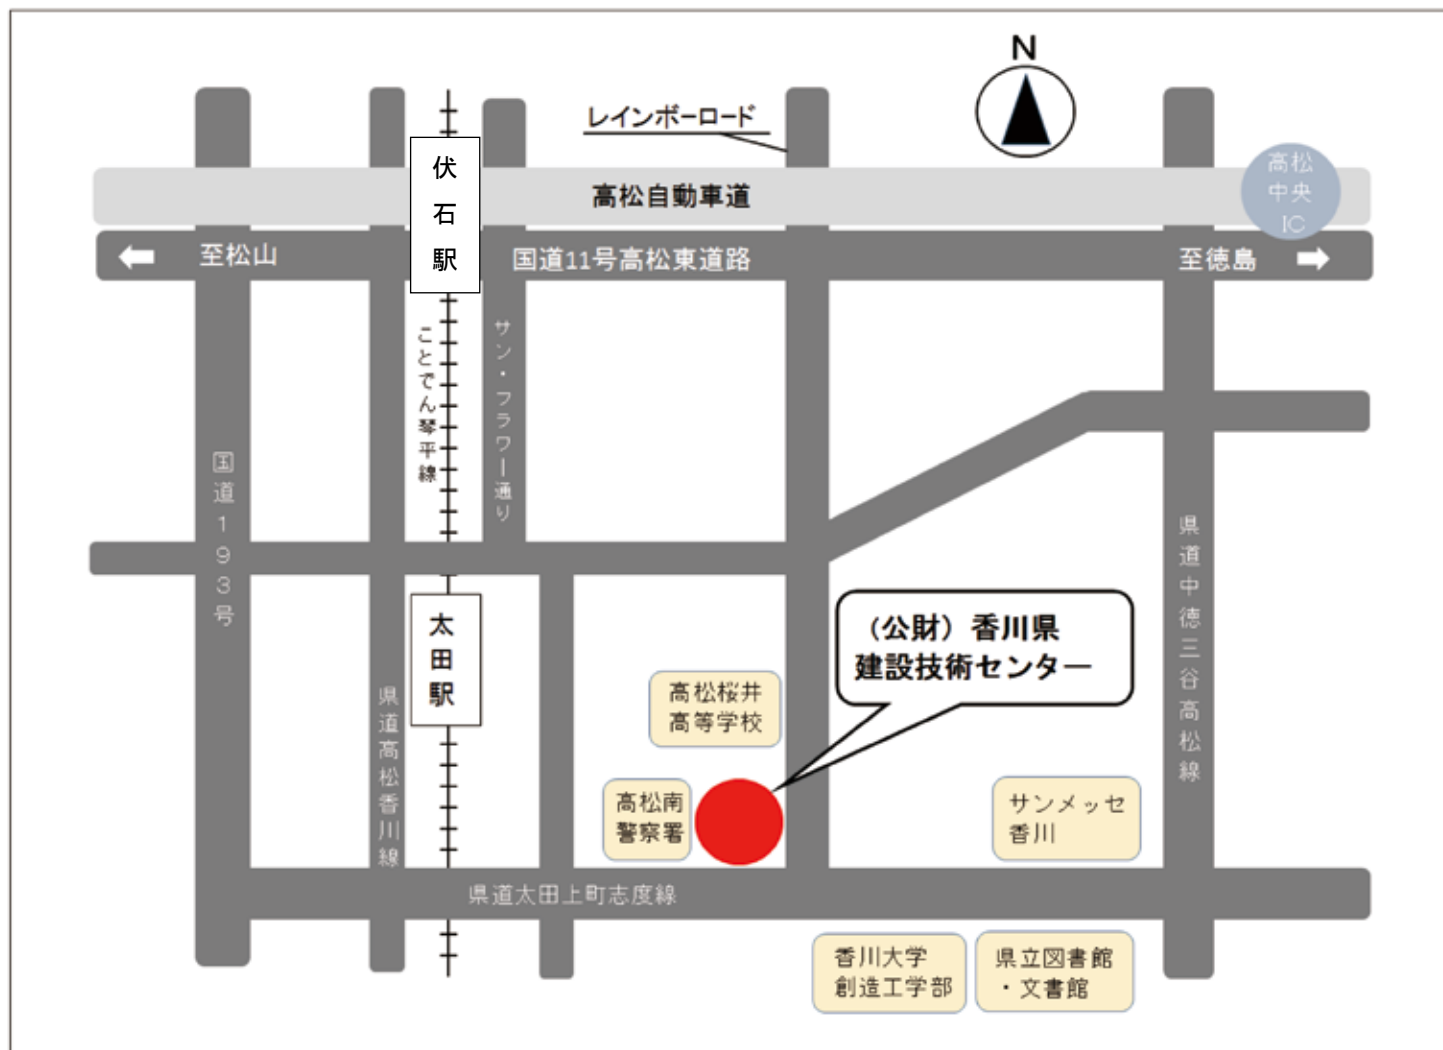 N
レインボーロード
高松自動車道
高松
中央
IC
伏石駅
至松山
国道11号高松東道路
至徳島
ことでん琴平線
サン・フラワー通り
国道193号
県道中徳三谷高松線
太田駅
県道高松香川線
（公財）香川県
建設技術センター
高松桜井
高等学校
高松南
警察署
サンメッセ
香川
県道太田上町志度線
香川大学
創造工学部
県立図書館
・文書館